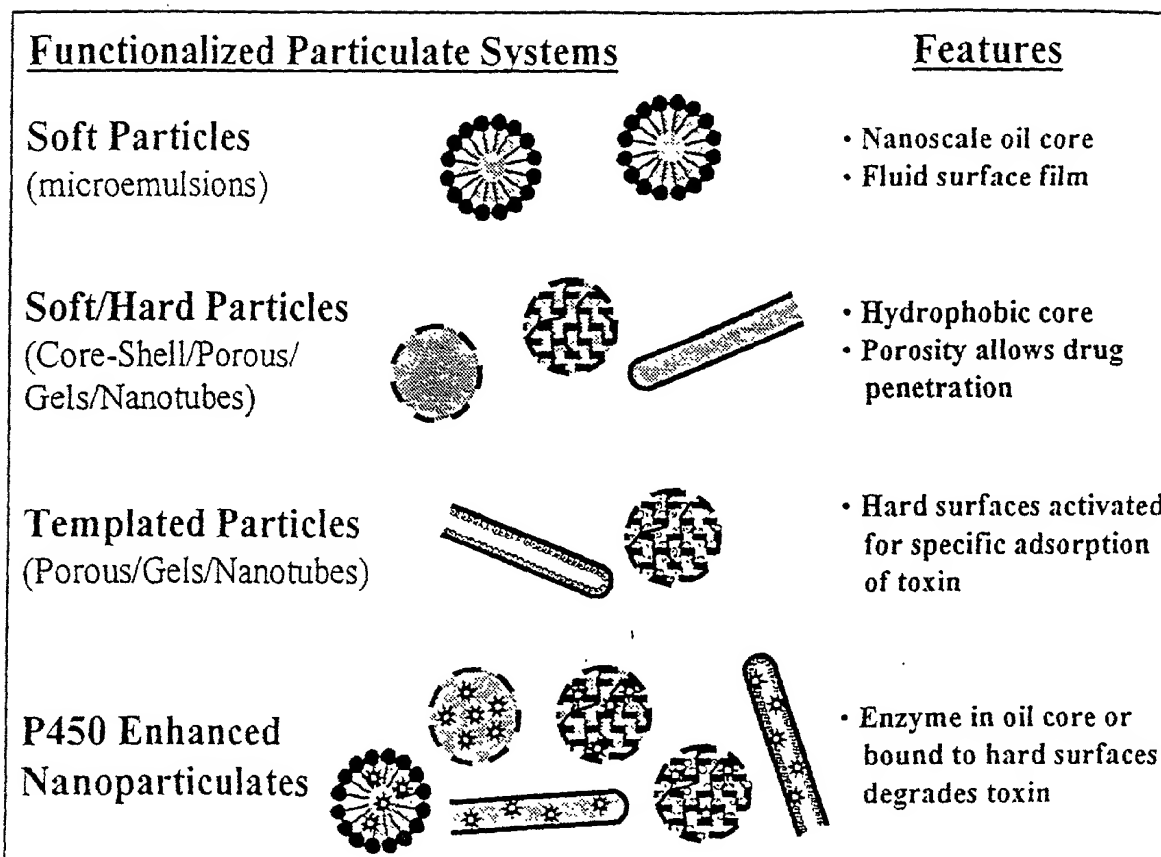 Functionalized Particulate Systems
Features
Soft Particles
(microemulsions)
· Nanoscale oil core
· Fluid surface film
Soft/Hard Particles
(Core-Shell/Porous/
Gels/Nanotubes)
· Hydrophobic core
· Porosity allows drug
penetration
Templated Particles
(Porous/Gels/Nanotubes)
· Hard surfaces activated
for specific adsorption
of toxin
P450 Enhanced
Nanoparticulates
· Enzyme in oil core or
bound to hard surfaces
degrades toxin